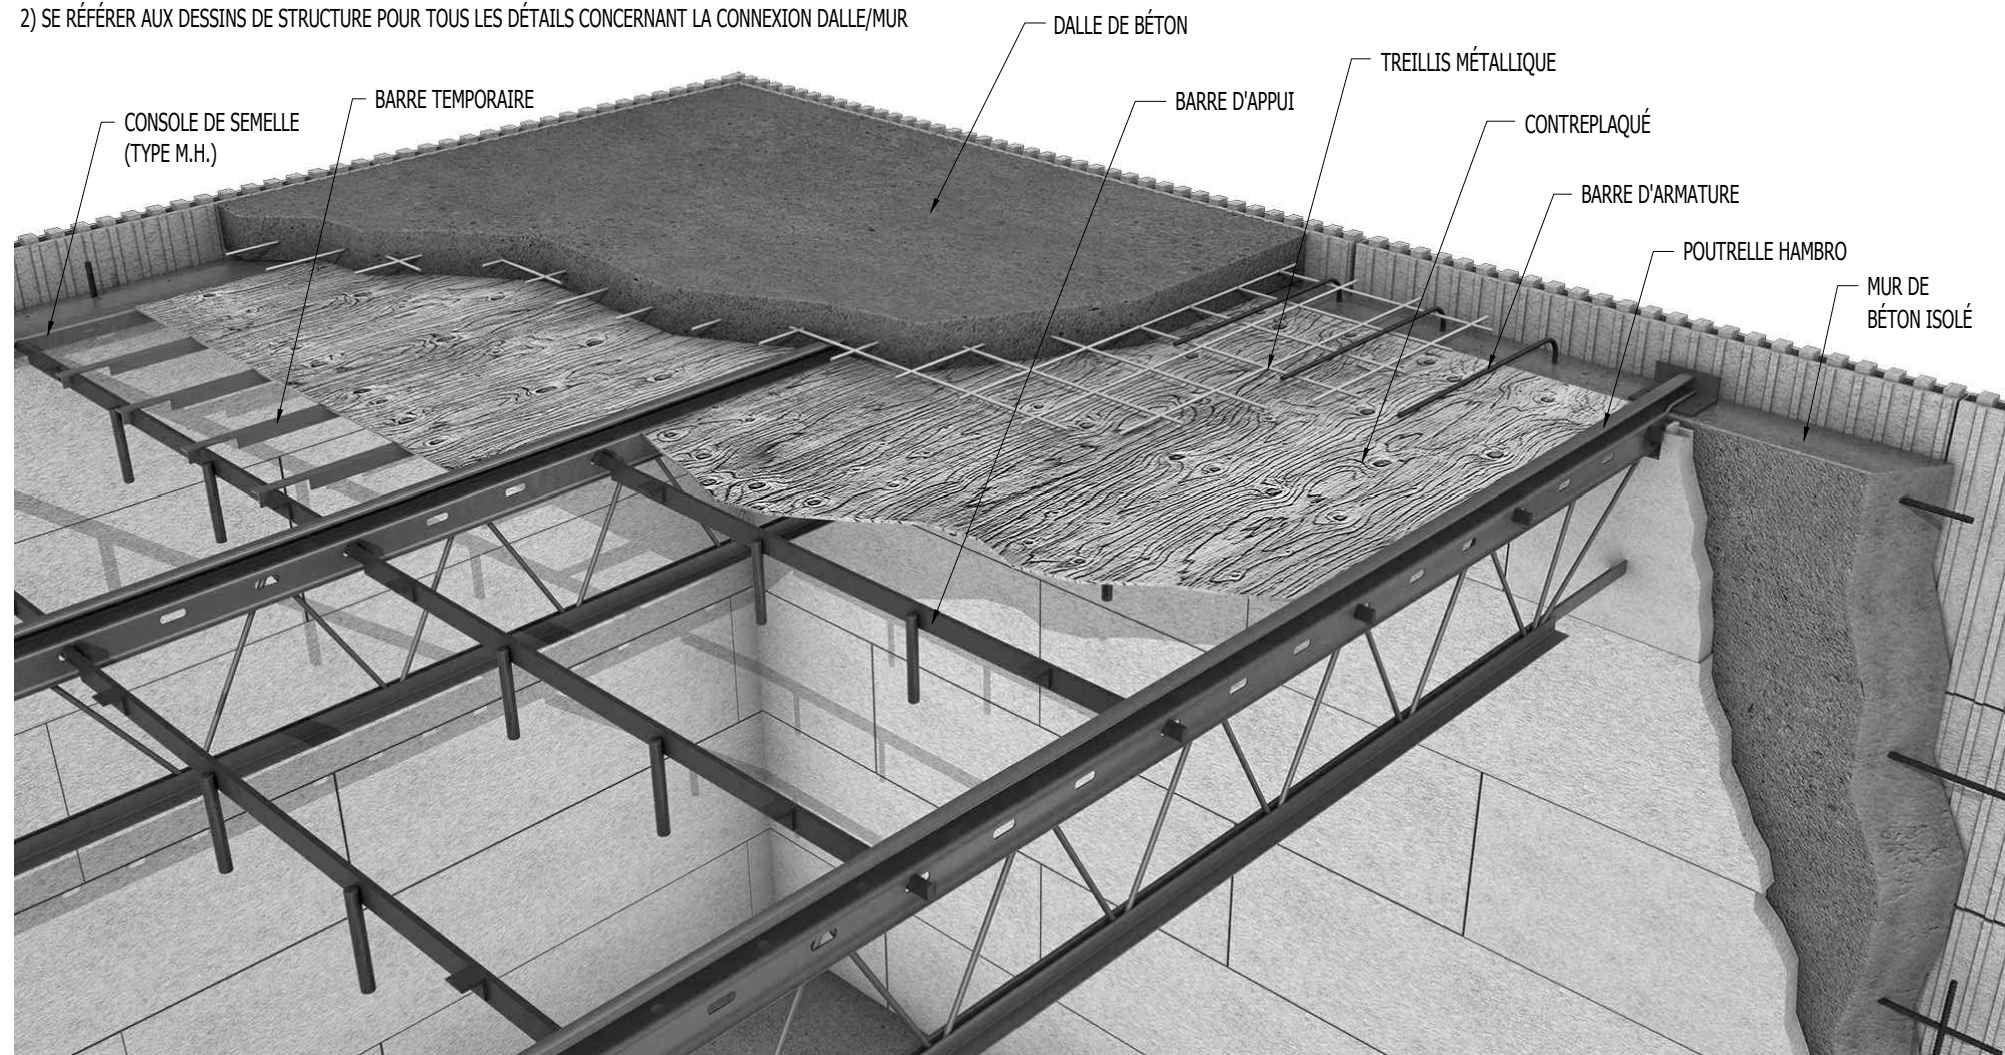 2) SE RÉFÉRER AUX DESSINS DE STRUCTURE POUR TOUS LES DÉTAILS CONCERNANT LA CONNEXION DALLE/MUR
DALLE DE BÉTON
TREILLIS MÉTALLIQUE
BARRE TEMPORAIRE
BARRE D'APPUI
CONSOLE DE SEMELLE
(TYPE M.H.)
CONTREPLAQUÉ
BARRE D'ARMATURE
POUTRELLE HAMBRO
MUR DE
BÉTON ISOLÉ